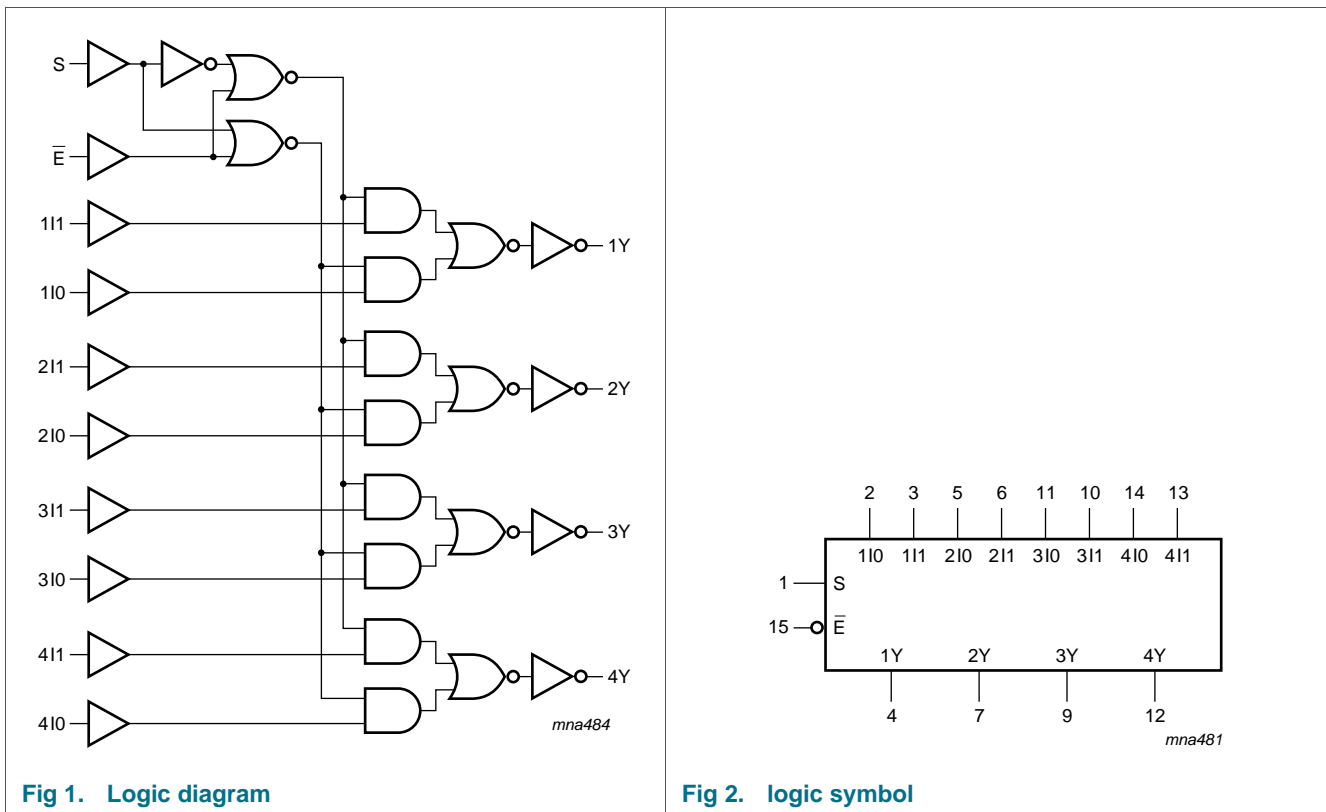 S
E̅
1I1
1I0
1Y
2I1
2I0
2Y
3I1
3I0
3Y
4I1
4I0
4Y
mna484
Fig 1. Logic diagram
2 3 5 6 11 10 14 13
1I0 1I1 2I0 2I1 3I0 3I1 4I0 4I1
1 S
15 E̅
1Y 2Y 3Y 4Y
4 7 9 12
mna481
Fig 2. logic symbol